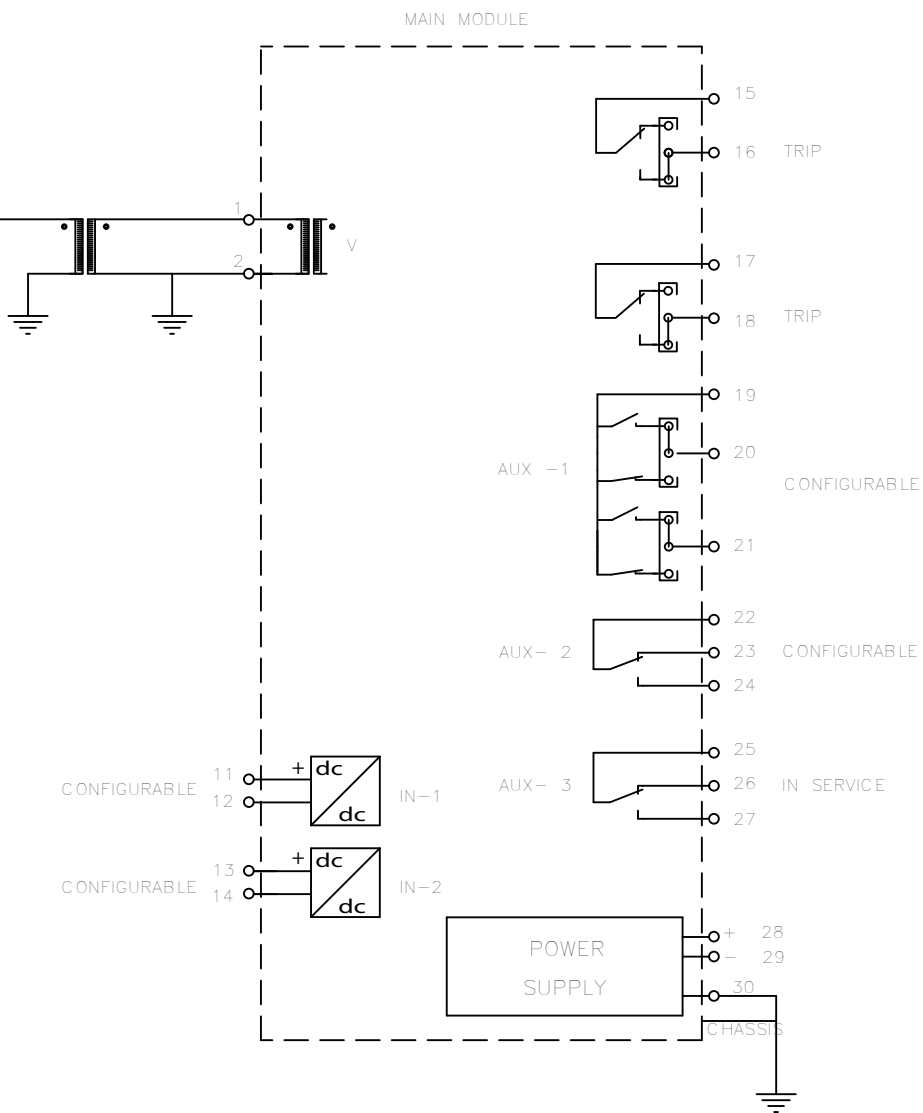 MAIN MODULE
15
16 TRIP
1
V
2
17
18 TRIP
19
20
AUX -1
CONFIGURABLE
21
22
AUX- 2
23 CONFIGURABLE
24
25
AUX- 3
26 IN SERVICE
27
CONFIGURABLE
11
12
+
dc
dc
IN-1
CONFIGURABLE
13
14
+
dc
dc
IN-2
POWER
SUPPLY
+ 28
- 29
30
CHASSIS